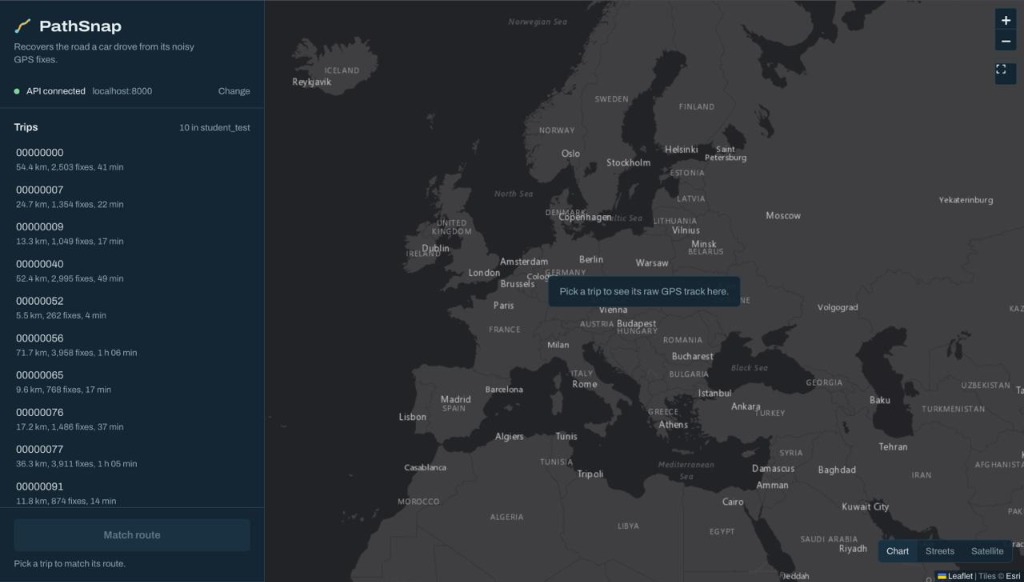 PathSnap
Recovers the road a car drove from its noisy
GPS fixes.
API connected localhost:8000 Change
Trips 10 in student_test
00000000
54.4 km, 2,503 fixes, 41 min
00000007
24.7 km, 1,354 fixes, 22 min
00000009
13.3 km, 1,049 fixes, 17 min
00000040
52.4 km, 2,995 fixes, 49 min
00000052
5.5 km, 262 fixes, 4 min
00000056
71.7 km, 3,958 fixes, 1 h 06 min
00000065
9.6 km, 768 fixes, 17 min
00000076
17.2 km, 1,486 fixes, 37 min
00000077
36.3 km, 3,911 fixes, 1 h 05 min
00000091
11.8 km, 874 fixes, 14 min
Match route
Pick a trip to match its route.
Norwegian Sea
ICELAND
Reykjavik
SWEDEN
FINLAND
NORWAY
Oslo
Helsinki
Saint
Petersburg
Stockholm
ESTONIA
North Sea
LATVIA
Yekaterinburg
DENMARK
Copenhagen
Moscow
LITHUANIA
UNITED
KINGDOM
Vilnius
Dublin
IRELAND
Minsk
BELARUS
Amsterdam
Berlin
Warsaw
London
GERMANY
Brussels
Pick a trip to see its raw GPS track here.
Paris
Vienna
Volgograd
AUSTRIA
Budapest
HUNGARY
FRANCE
ROMANIA
Milan
Bucharest
Black Sea
ITALY
BULGARIA
GEORGIA
Rome
UZBEKISTAN
Barcelona
Istanbul
Madrid
SPAIN
Baku
Ankara
TURKEY
TURKMENISTAN
Lisbon
GREECE
Athens
Algiers
Tunis
Tehran
SYRIA
TUNISIA
Mediterranean
Sea
Casablanca
Damascus
Baghdad
Tripoli
IRAN
Amman
MOROCCO
Cairo
Kuwait City
ALGERIA
LIBYA
EGYPT
SAUDI ARABIA
Riyadh
Jeddah
+
−
Chart Streets Satellite
Leaflet | Tiles © Esri